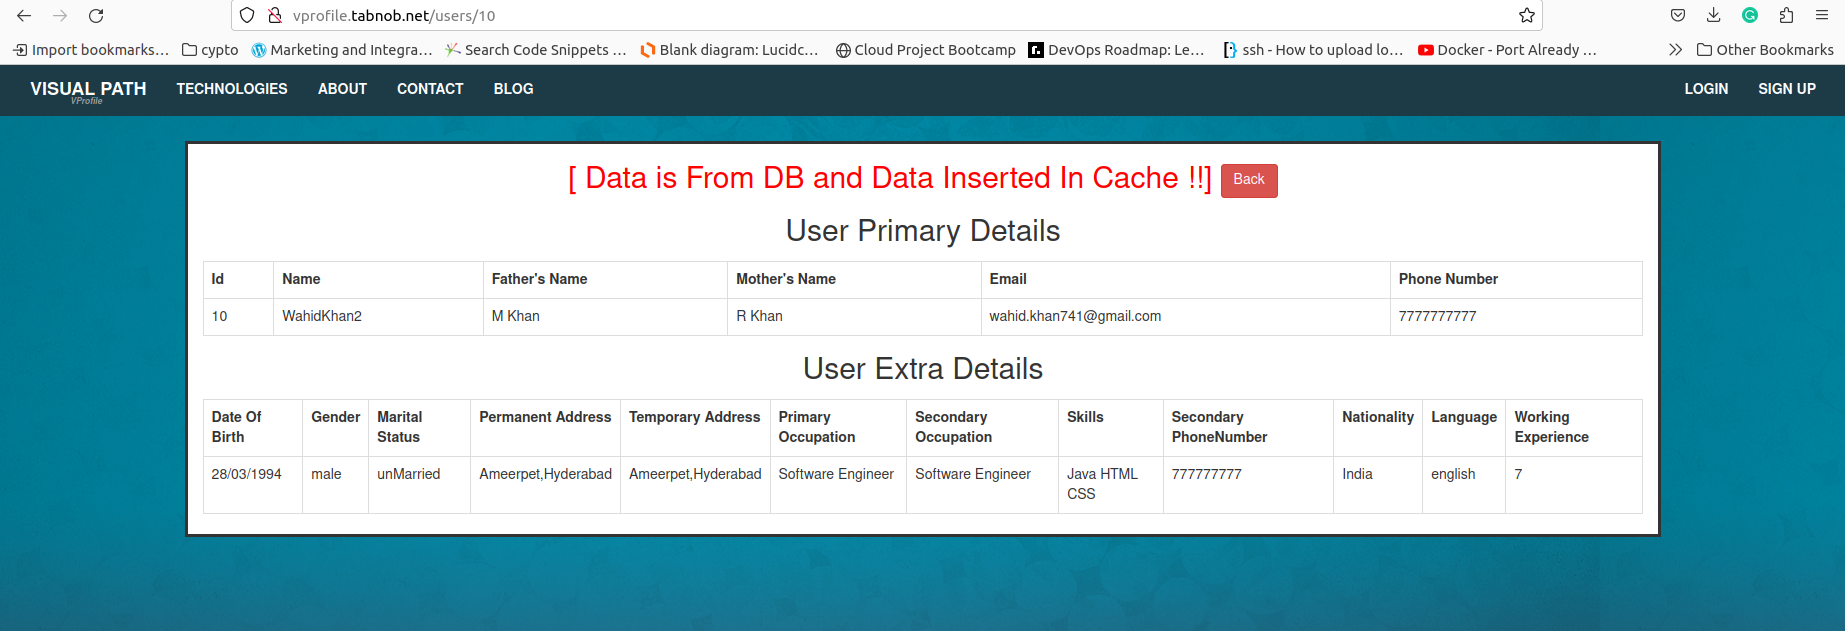 vprofile.tabnob.net/users/10
Import bookmarks… cypto Marketing and Integra… Search Code Snippets … Blank diagram: Lucidc… Cloud Project Bootcamp DevOps Roadmap: Le… ssh - How to upload lo… Docker - Port Already … Other Bookmarks
VISUAL PATH TECHNOLOGIES ABOUT CONTACT BLOG LOGIN SIGN UP
VProfile
[ Data is From DB and Data Inserted In Cache !!] Back
User Primary Details
Id Name Father's Name Mother's Name Email Phone Number
10 WahidKhan2 M Khan R Khan wahid.khan741@gmail.com 7777777777
User Extra Details
Date Of Gender Marital Permanent Address Temporary Address Primary Secondary Skills Secondary Nationality Language Working
Birth Status Occupation Occupation PhoneNumber Experience
28/03/1994 male unMarried Ameerpet,Hyderabad Ameerpet,Hyderabad Software Engineer Software Engineer Java HTML 777777777 India english 7
CSS